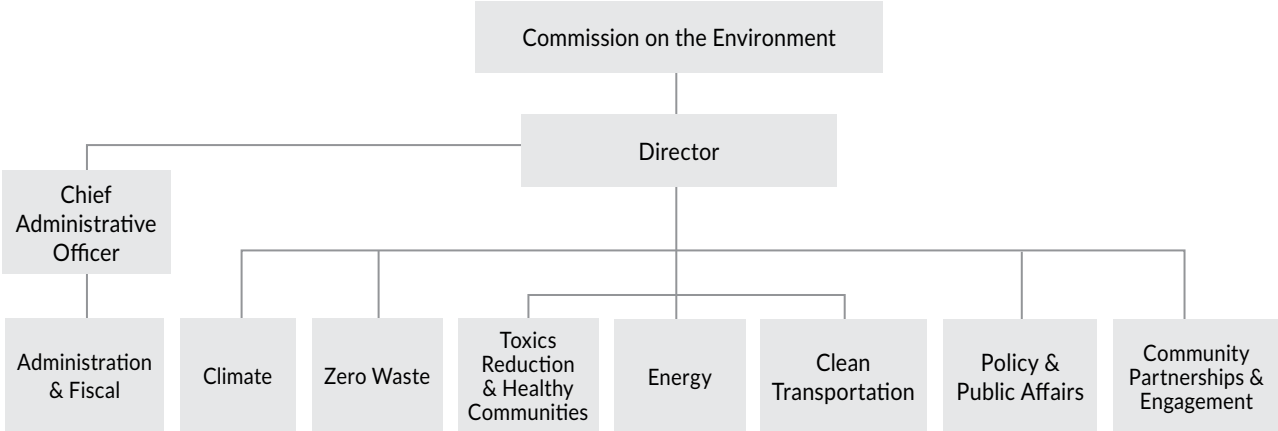 Commission on the Environment
Director
Chief
Administrative
Officer
Administration
& Fiscal
Climate
Zero Waste
Toxics
Reduction
& Healthy
Communities
Energy
Clean
Transportation
Policy &
Public Affairs
Community
Partnerships &
Engagement